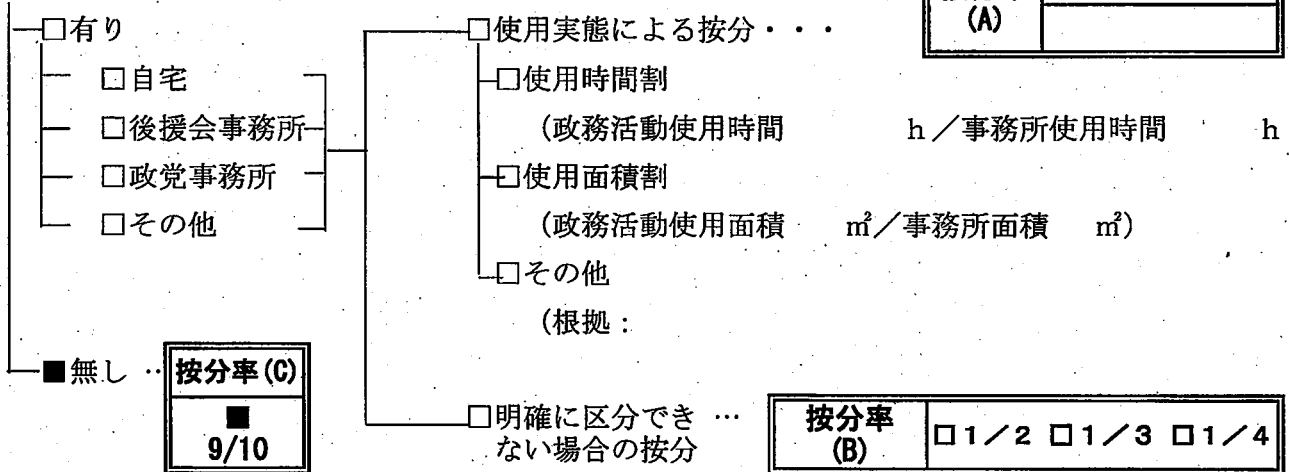 □有り
□自宅
□後援会事務所
□政党事務所
□その他
■無し ‥
按分率(C)
■
9/10
□使用実態による按分・・・
(A)
□使用時間割
(政務活動使用時間 h/事務所使用時間 h
□使用面積割
(政務活動使用面積 ㎡/事務所面積 ㎡)
□その他
(根拠:
□明確に区分でき …
ない場合の按分
按分率
(B)
□1/2 □1/3 □1/4